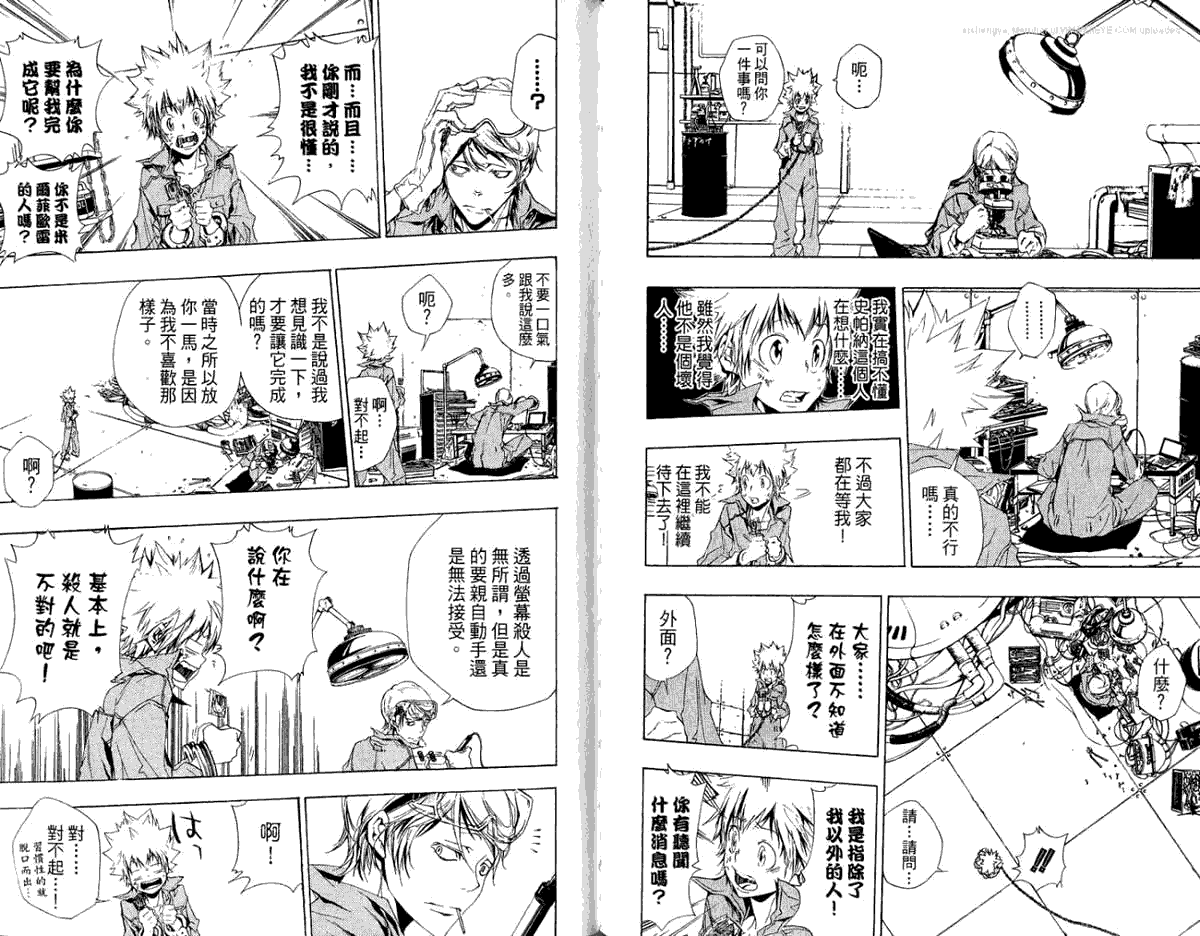 呃…
可以問你
一件事嗎？
……
真的不行
嗎……
我實在搞不懂
史帕納這個人
在想什麼……
雖然我覺得
他不是個壞
人……
不過大家
都在等我！
我不能
在這裡繼續
待下去了！
什麼？
!!
請…請問…
大家……
在外面不知道
怎麼樣了？
外面？
我是指除了
我以外的人！
你有聽聞
什麼消息嗎？
……？
而…而且……
你剛才說的，
我不是很懂…
為什麼你
要幫我完
成它呢？
你不是米
爾菲歐雷
的人嗎？
不要一口氣
跟我說這麼
多。
呃？
啊…
對不起…
我不是說過我
想見識一下，
才要讓它完成
的嗎？
當時之所以放
你一馬，是因
為我不喜歡那
樣子。
啊？
透過螢幕殺人是
無所謂，但是真
的要親自動手還
是無法接受。
你在
說什麼啊？
基本上，
殺人就是
不對的吧！
啊！
は
っ
對……
對不起…！
習慣性的就
脫口而出…